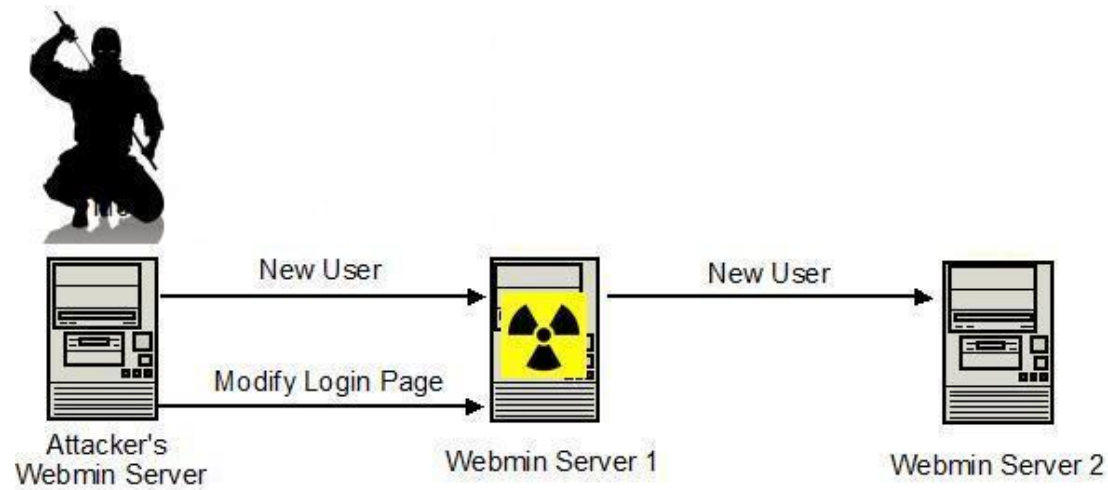 New User
New User
Modify Login Page
Attacker's
Webmin Server
Webmin Server 1
Webmin Server 2